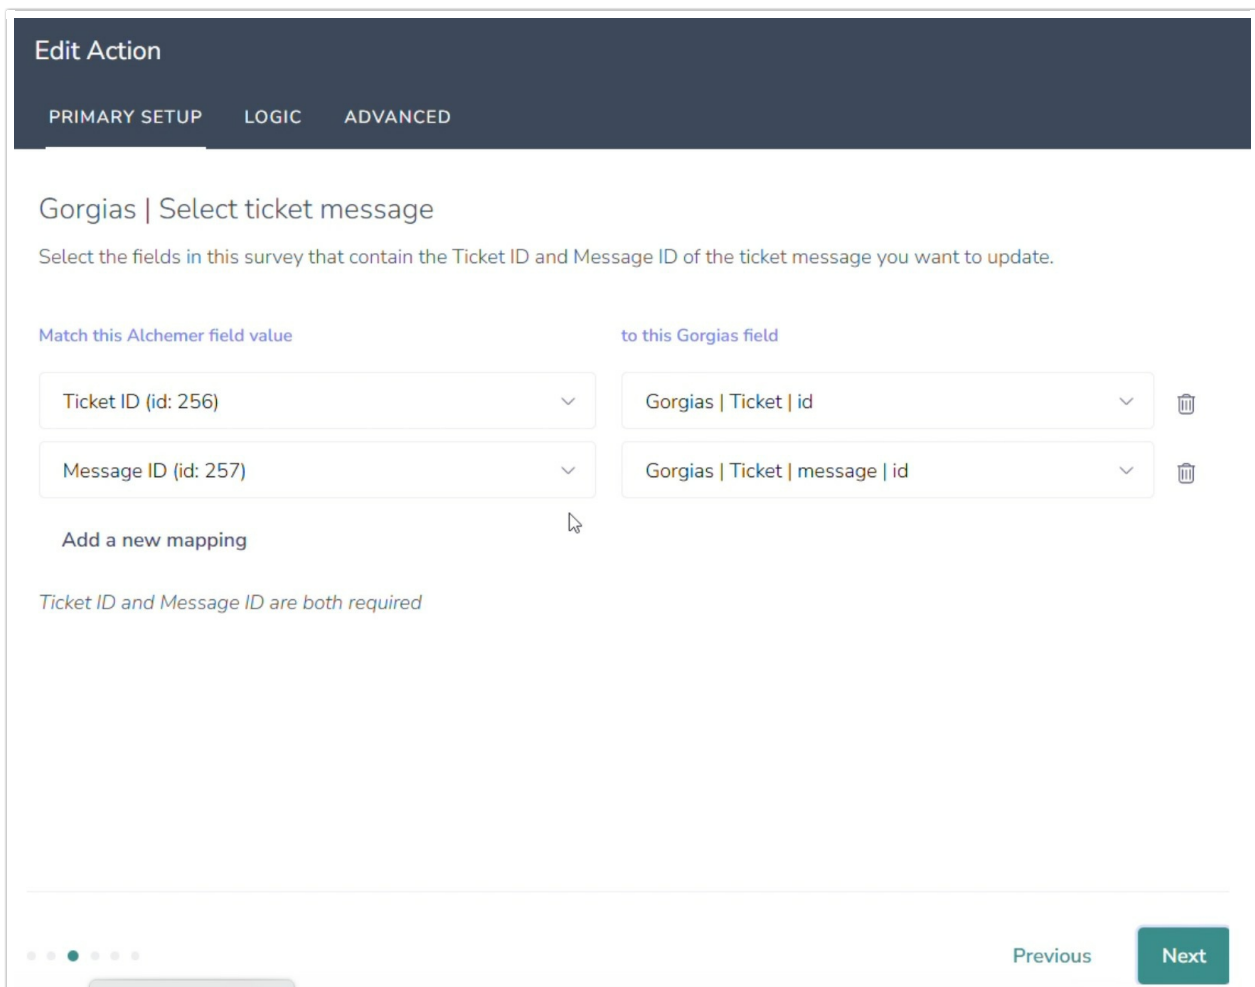 Edit Action
PRIMARY SETUP LOGIC ADVANCED
Gorgias | Select ticket message
Select the fields in this survey that contain the Ticket ID and Message ID of the ticket message you want to update.
Match this Alchemer field value to this Gorgias field
Ticket ID (id: 256) Gorgias | Ticket | id
Message ID (id: 257) Gorgias | Ticket | message | id
Add a new mapping
Ticket ID and Message ID are both required
Previous Next